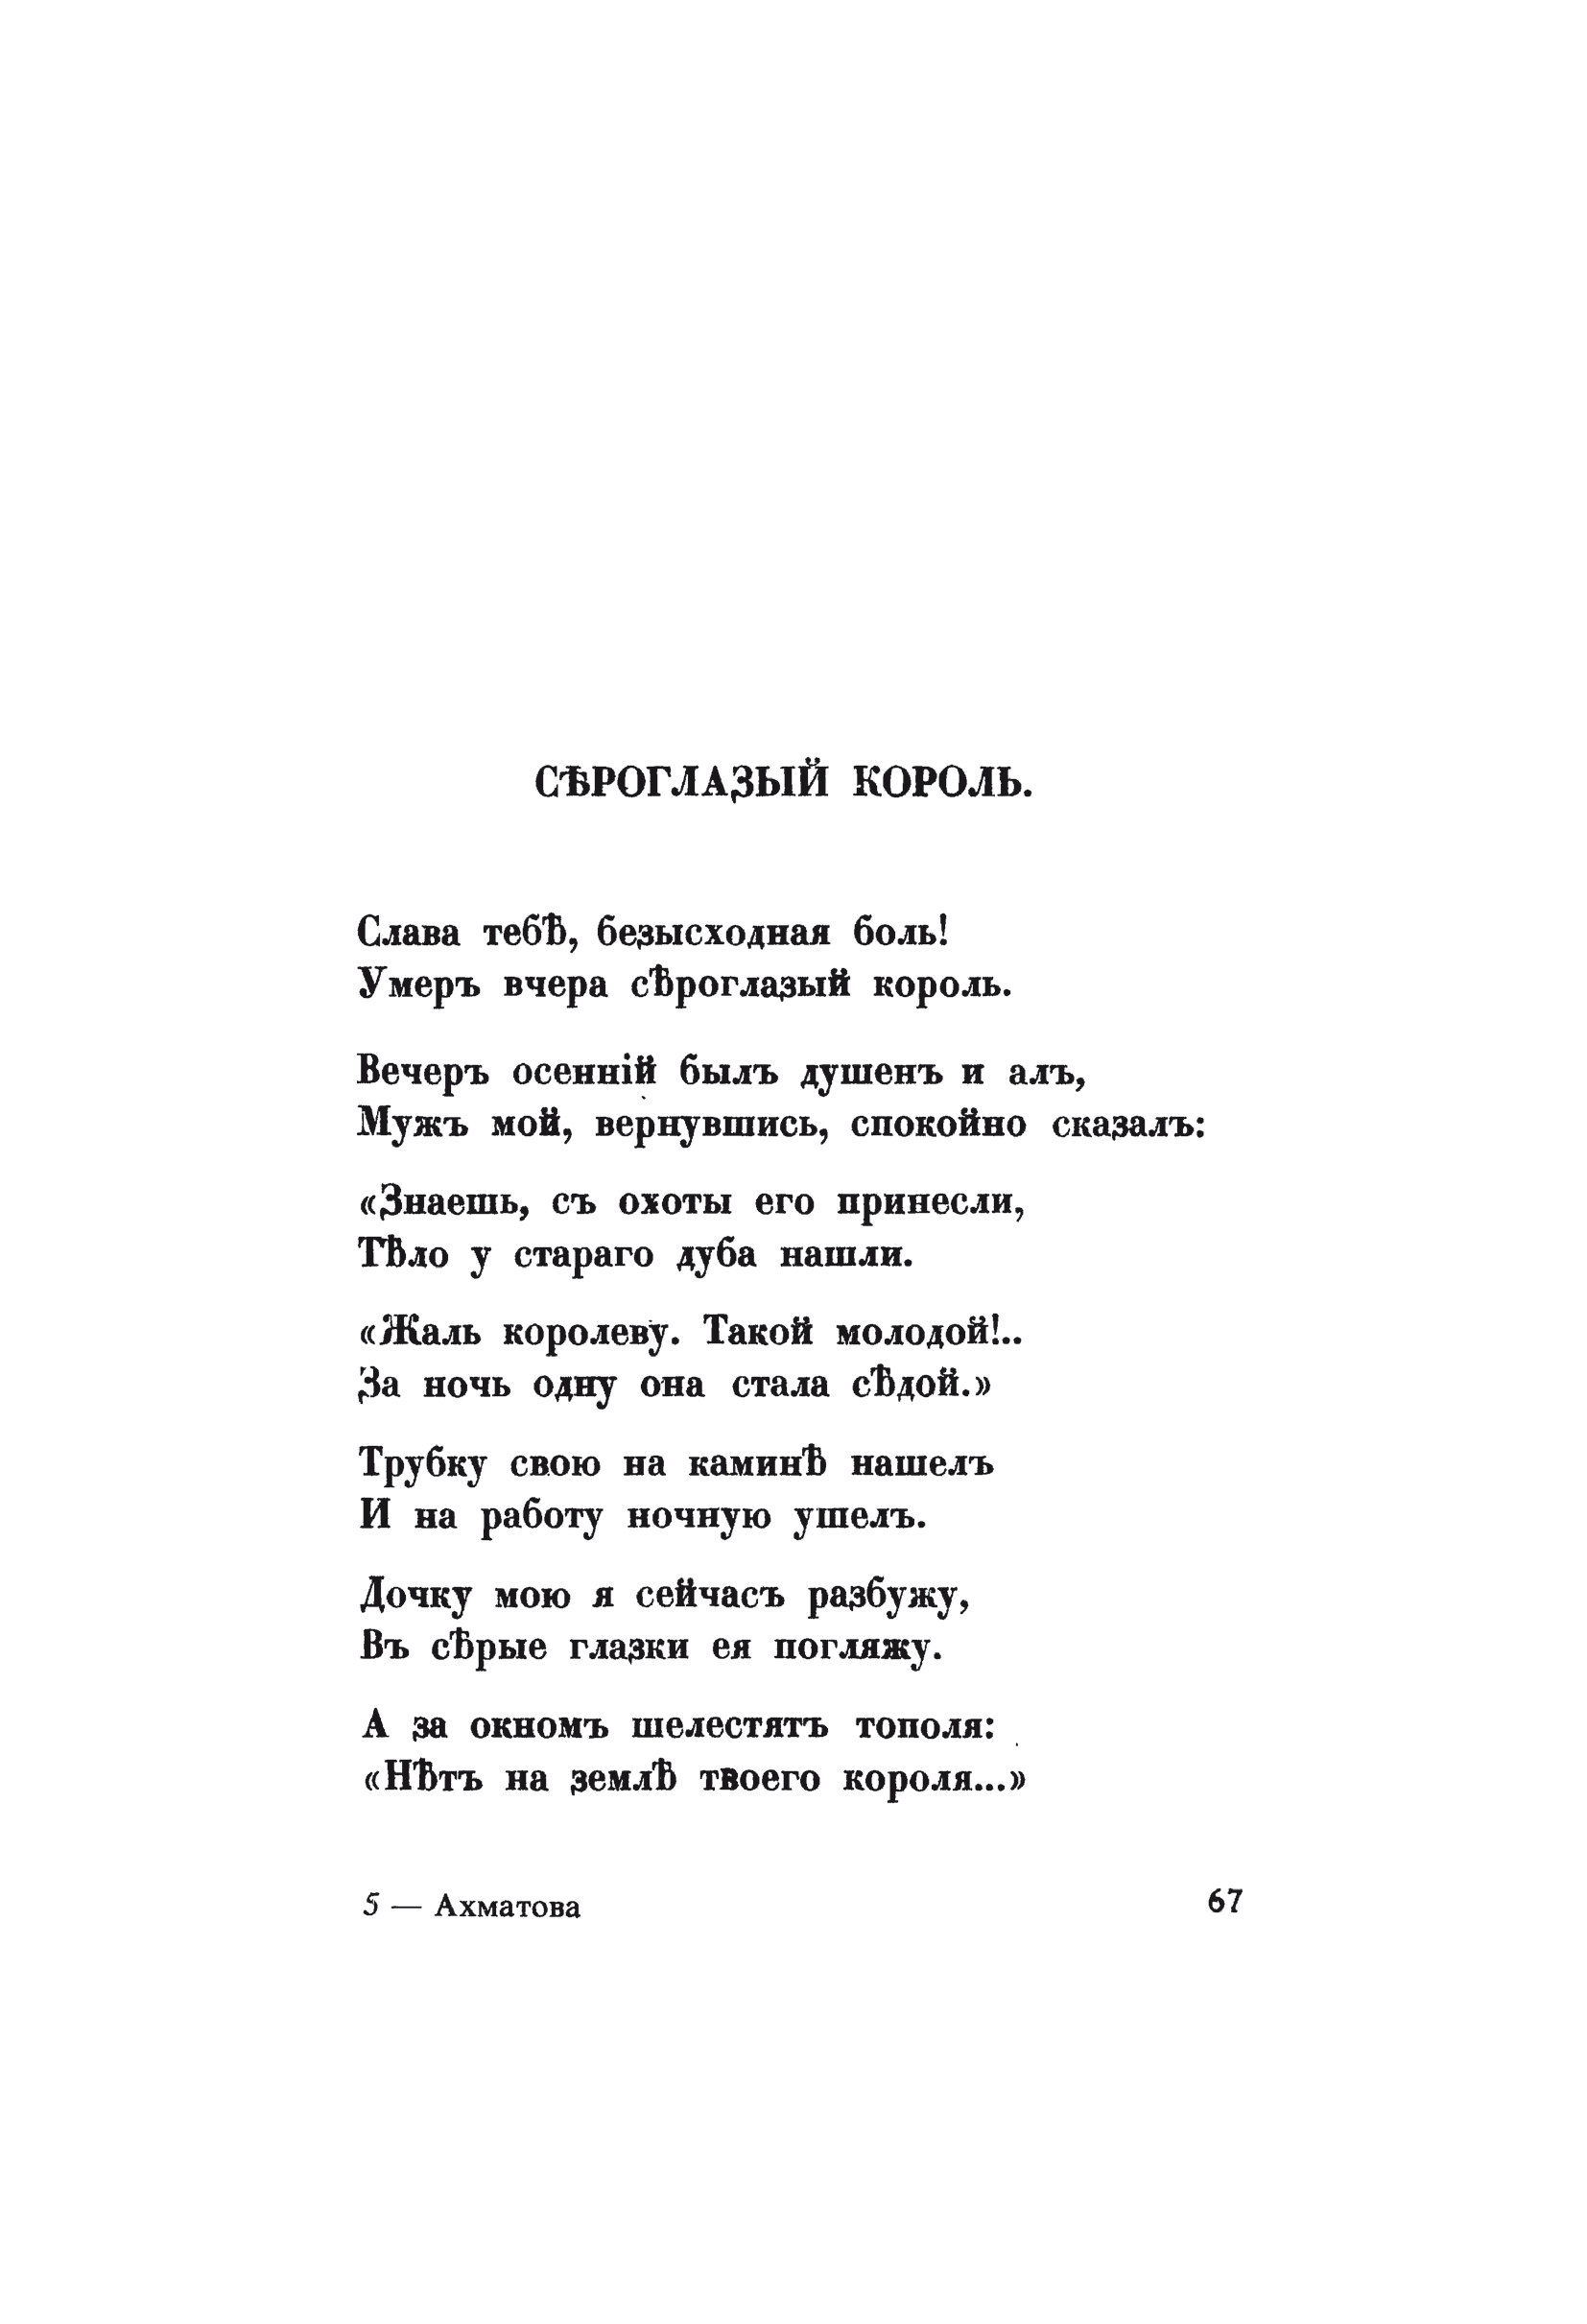 СѢРОГЛАЗЫЙ КОРОЛЬ.
Слава тебѣ, безысходная боль!
Умеръ вчера сѣроглазый король.
Вечеръ осенній былъ душенъ и алъ,
Мужъ мой, вернувшись, спокойно сказалъ:
«Знаешь, съ охоты его принесли,
Тѣло у стараго дуба нашли.
«Жаль королеву. Такой молодой!..
За ночь одну она стала сѣдой.»
Трубку свою на каминѣ нашелъ
И на работу ночную ушелъ.
Дочку мою я сейчасъ разбужу,
Въ сѣрые глазки ея погляжу.
А за окномъ шелестятъ тополя:
«Нѣтъ на землѣ твоего короля...»
5 — Ахматова
67